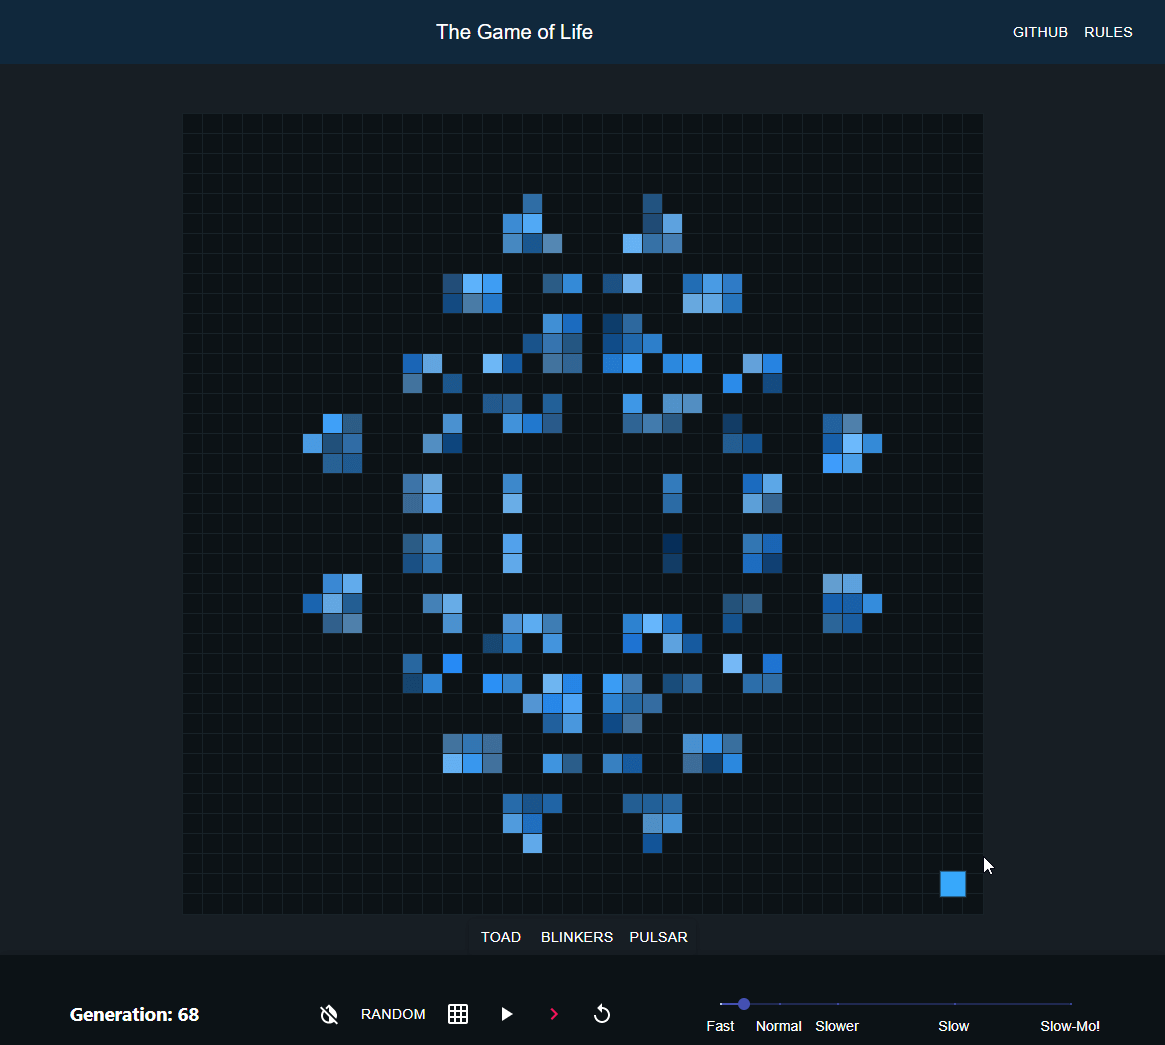 The Game of Life
GITHUB RULES
TOAD BLINKERS PULSAR
Generation: 68
RANDOM
Fast Normal Slower Slow Slow-Mo!